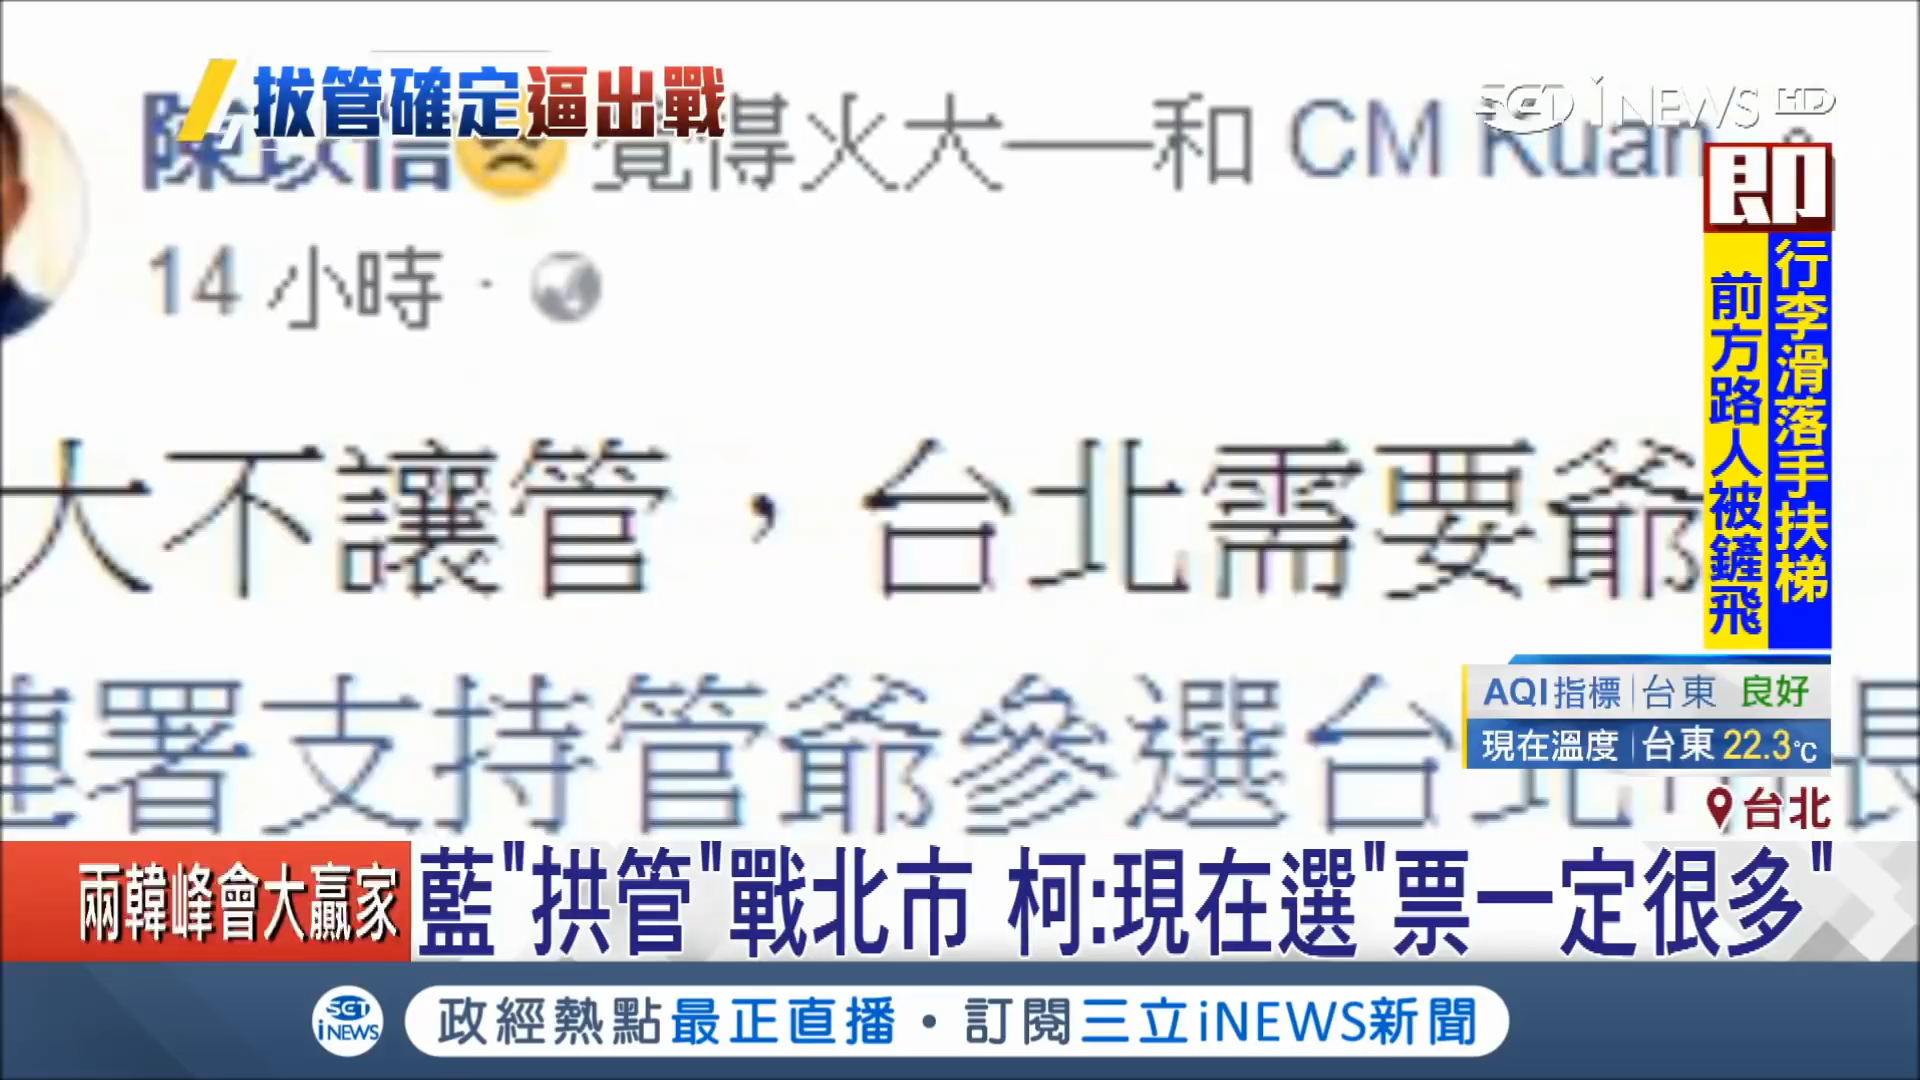 拔管確定逼出戰
SET iNEWS HD
覺得火大——和 CM Kuan。
14 小時
大不讓管，台北需要爺
連署支持管爺參選台北市長
即
行李滑落手扶梯
前方路人被鏟飛
AQI指標 台東 良好
現在溫度 台東 22.3°C
台北
兩韓峰會大贏家
藍"拱管"戰北市 柯:現在選"票一定很多"
SET iNEWS
政經熱點最正直播・訂閱三立iNEWS新聞